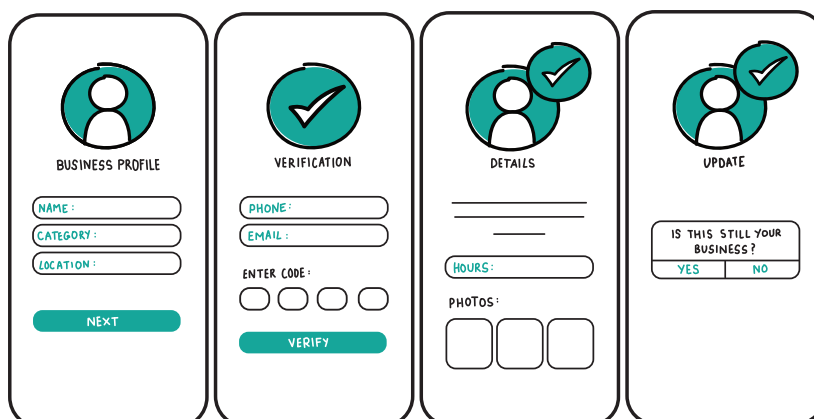 BUSINESS PROFILE
NAME:
CATEGORY:
LOCATION:
NEXT
VERIFICATION
PHONE:
EMAIL:
ENTER CODE:
VERIFY
DETAILS
HOURS:
PHOTOS:
UPDATE
IS THIS STILL YOUR
BUSINESS?
YES NO